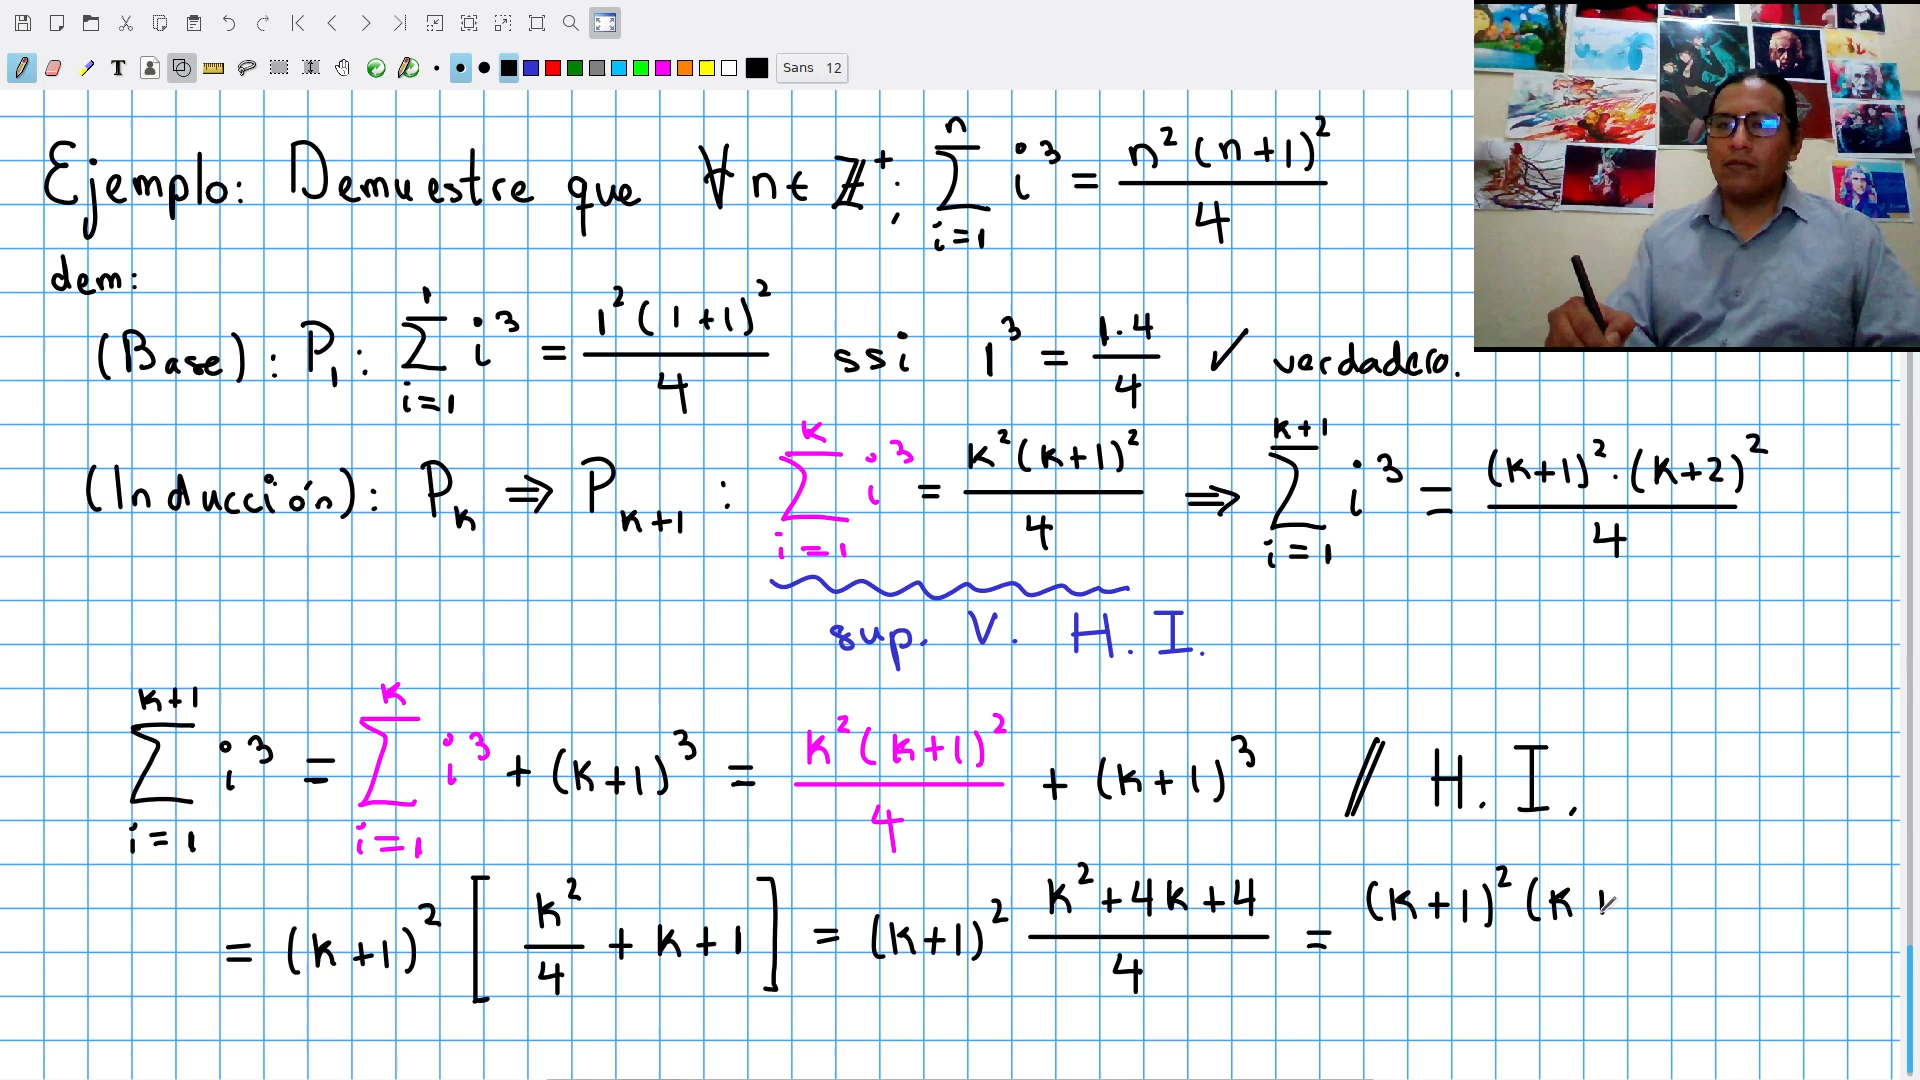 T Sans 12
Ejemplo: Demuestre que ∀ n ∈ ℤ⁺; ∑_{i=1}^{n} i³ = n²(n+1)²/4
dem:
(Base): P₁: ∑_{i=1}^{1} i³ = 1²(1+1)²/4 ssi 1³ = 1·4/4 ✓ verdadero.
(Inducción): Pₖ ⇒ Pₖ₊₁ : ∑_{i=1}^{k} i³ = k²(k+1)²/4 ⇒ ∑_{i=1}^{k+1} i³ = (k+1)²·(k+2)²/4
sup. V. H. I.
∑_{i=1}^{k+1} i³ = ∑_{i=1}^{k} i³ + (k+1)³ = k²(k+1)²/4 + (k+1)³ // H. I.
= (k+1)² [ k²/4 + k + 1 ] = (k+1)² k²+4k+4/4 = (k+1)²(k